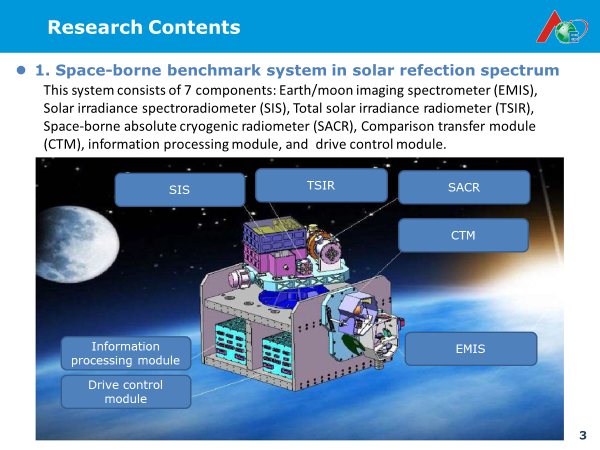 Research Contents
1. Space-borne benchmark system in solar refection spectrum
This system consists of 7 components: Earth/moon imaging spectrometer (EMIS),
Solar irradiance spectroradiometer (SIS), Total solar irradiance radiometer (TSIR),
Space-borne absolute cryogenic radiometer (SACR), Comparison transfer module
(CTM), information processing module, and drive control module.
SIS
TSIR
SACR
CTM
Information
processing module
EMIS
Drive control
module
3